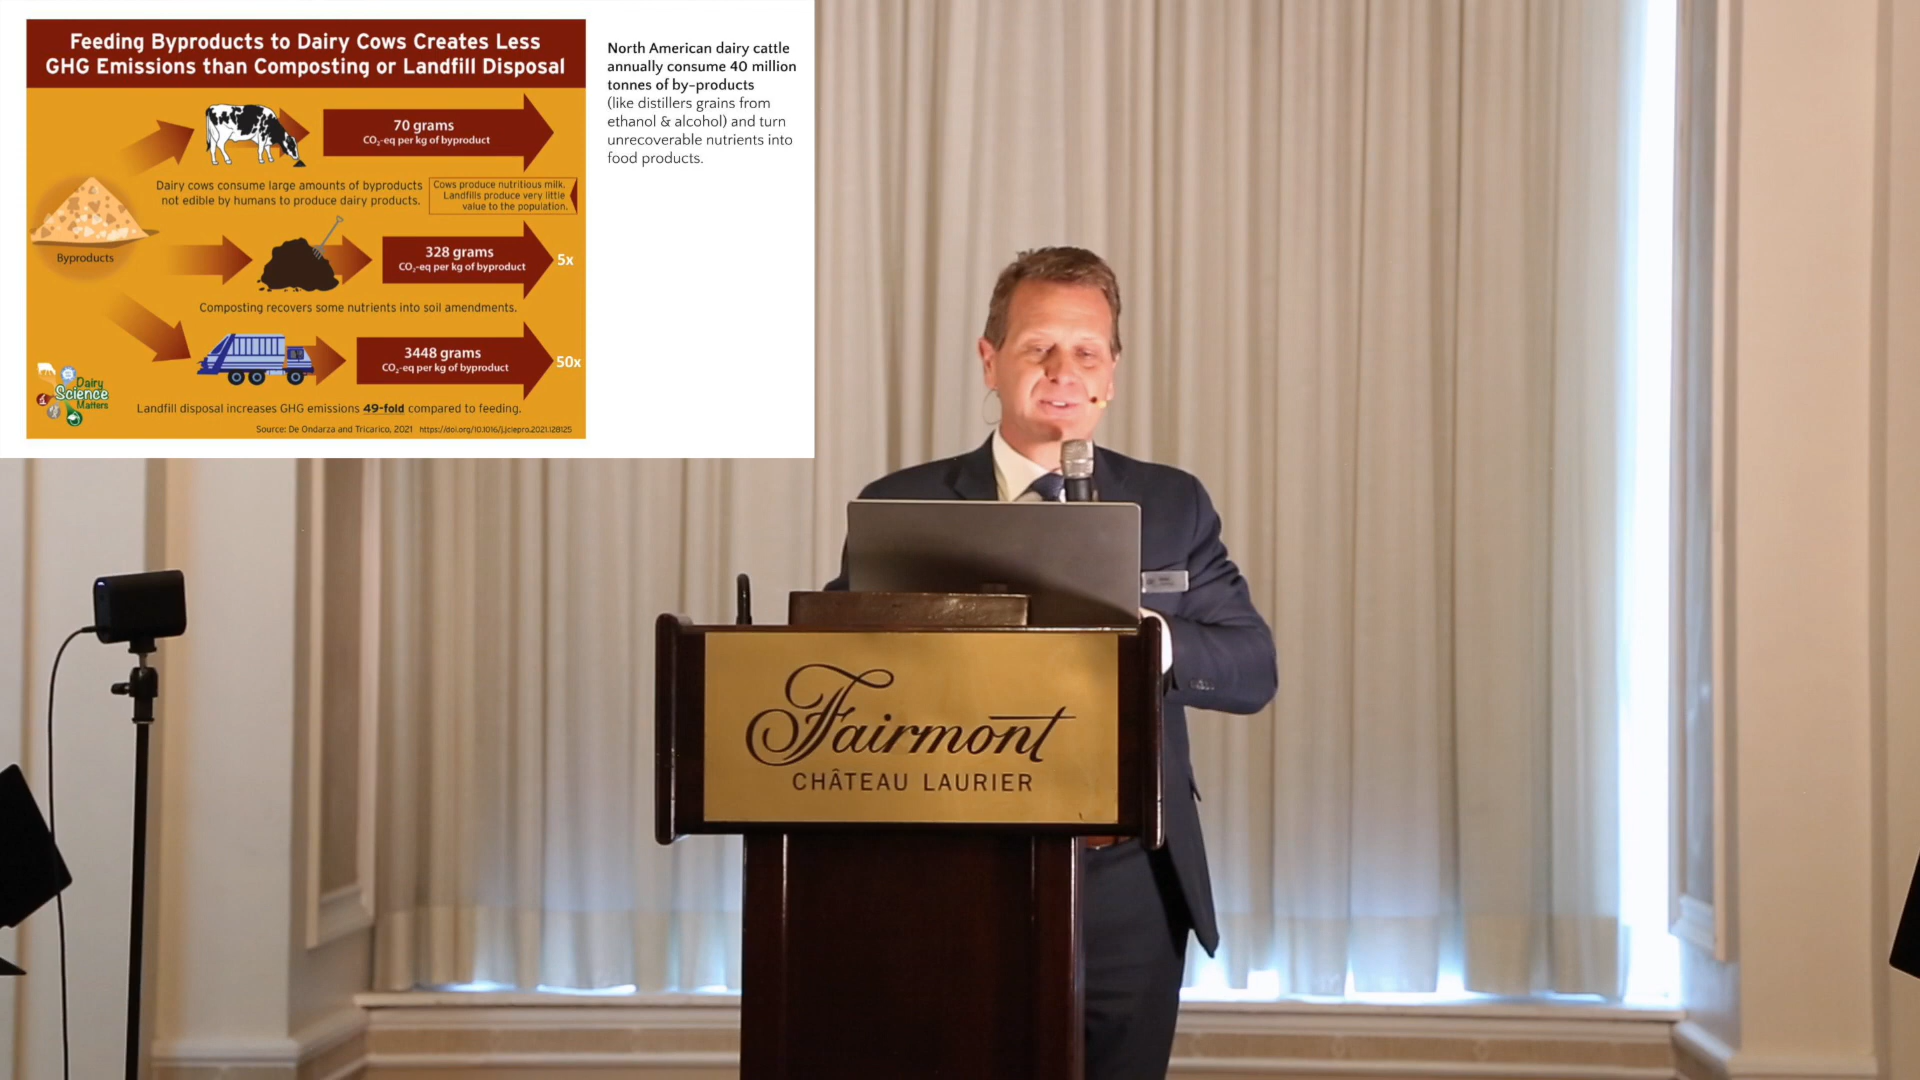 Feeding Byproducts to Dairy Cows Creates Less
GHG Emissions than Composting or Landfill Disposal
70 grams
CO₂-eq per kg of byproduct
Dairy cows consume large amounts of byproducts
not edible by humans to produce dairy products.
Cows produce nutritious milk.
Landfills produce very little
value to the population.
Byproducts
328 grams
CO₂-eq per kg of byproduct
5x
Composting recovers some nutrients into soil amendments.
3448 grams
CO₂-eq per kg of byproduct
50x
Dairy
Science
Matters
Landfill disposal increases GHG emissions 49-fold compared to feeding.
Source: De Ondarza and Tricarico, 2021 https://doi.org/10.1016/j.jclepro.2021.128125
North American dairy cattle
annually consume 40 million
tonnes of by-products
(like distillers grains from
ethanol & alcohol) and turn
unrecoverable nutrients into
food products.
Fairmont
CHÂTEAU LAURIER